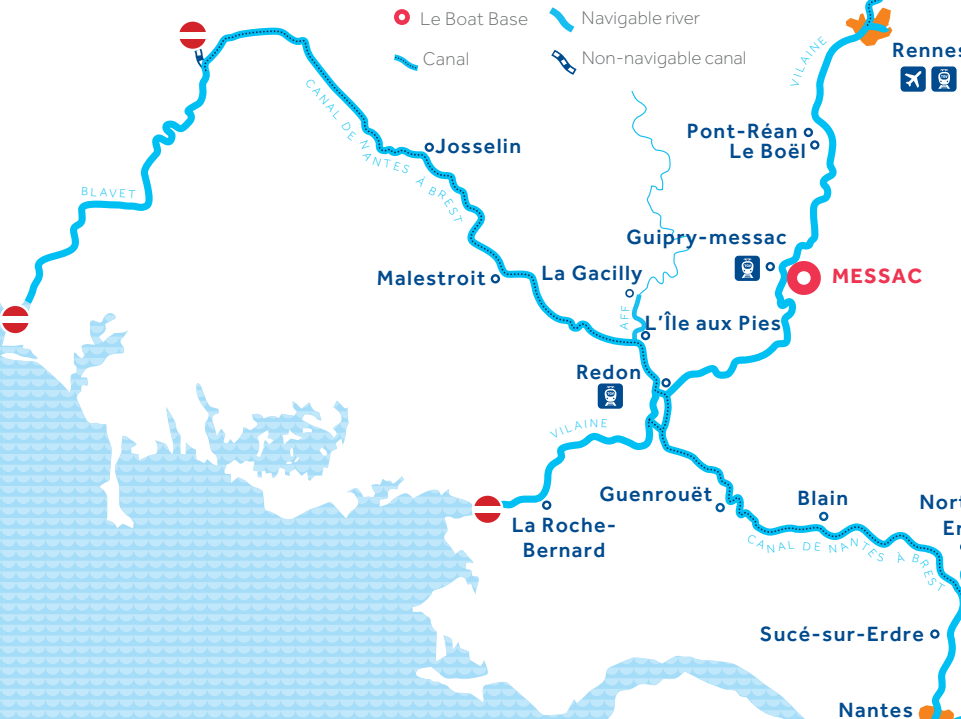 Le Boat Base
Navigable river
Canal
Non-navigable canal
VILAINE
Rennes
Pont-Réan
Le Boël
CANAL DE NANTES À BREST
Josselin
BLAVET
Guipry-messac
MESSAC
Malestroit
La Gacilly
AFF
L'Île aux Pies
Redon
VILAINE
Guenrouët
Blain
Nort
Er
La Roche-
Bernard
CANAL DE NANTES À BREST
Sucé-sur-Erdre
Nantes